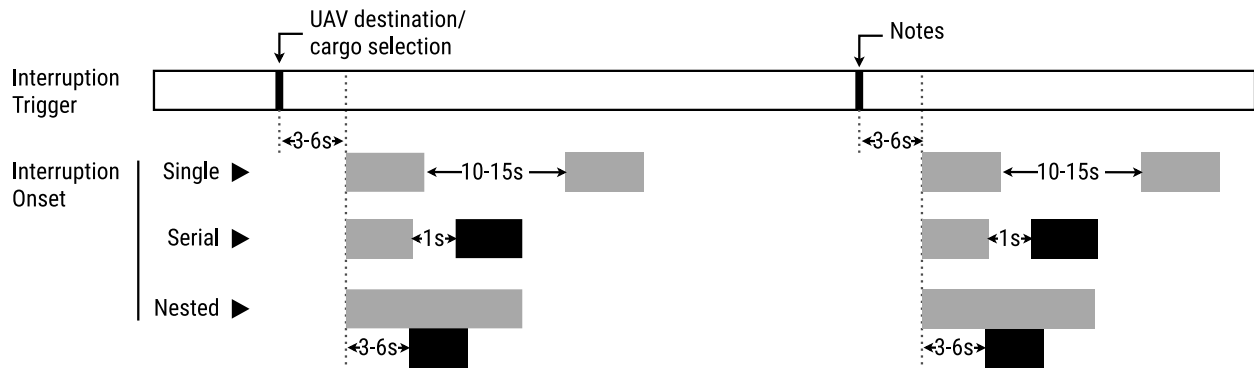 UAV destination/
cargo selection
Notes
Interruption
Trigger
3-6s
3-6s
Interruption
Onset
Single
10-15s
10-15s
Serial
1s
1s
Nested
3-6s
3-6s